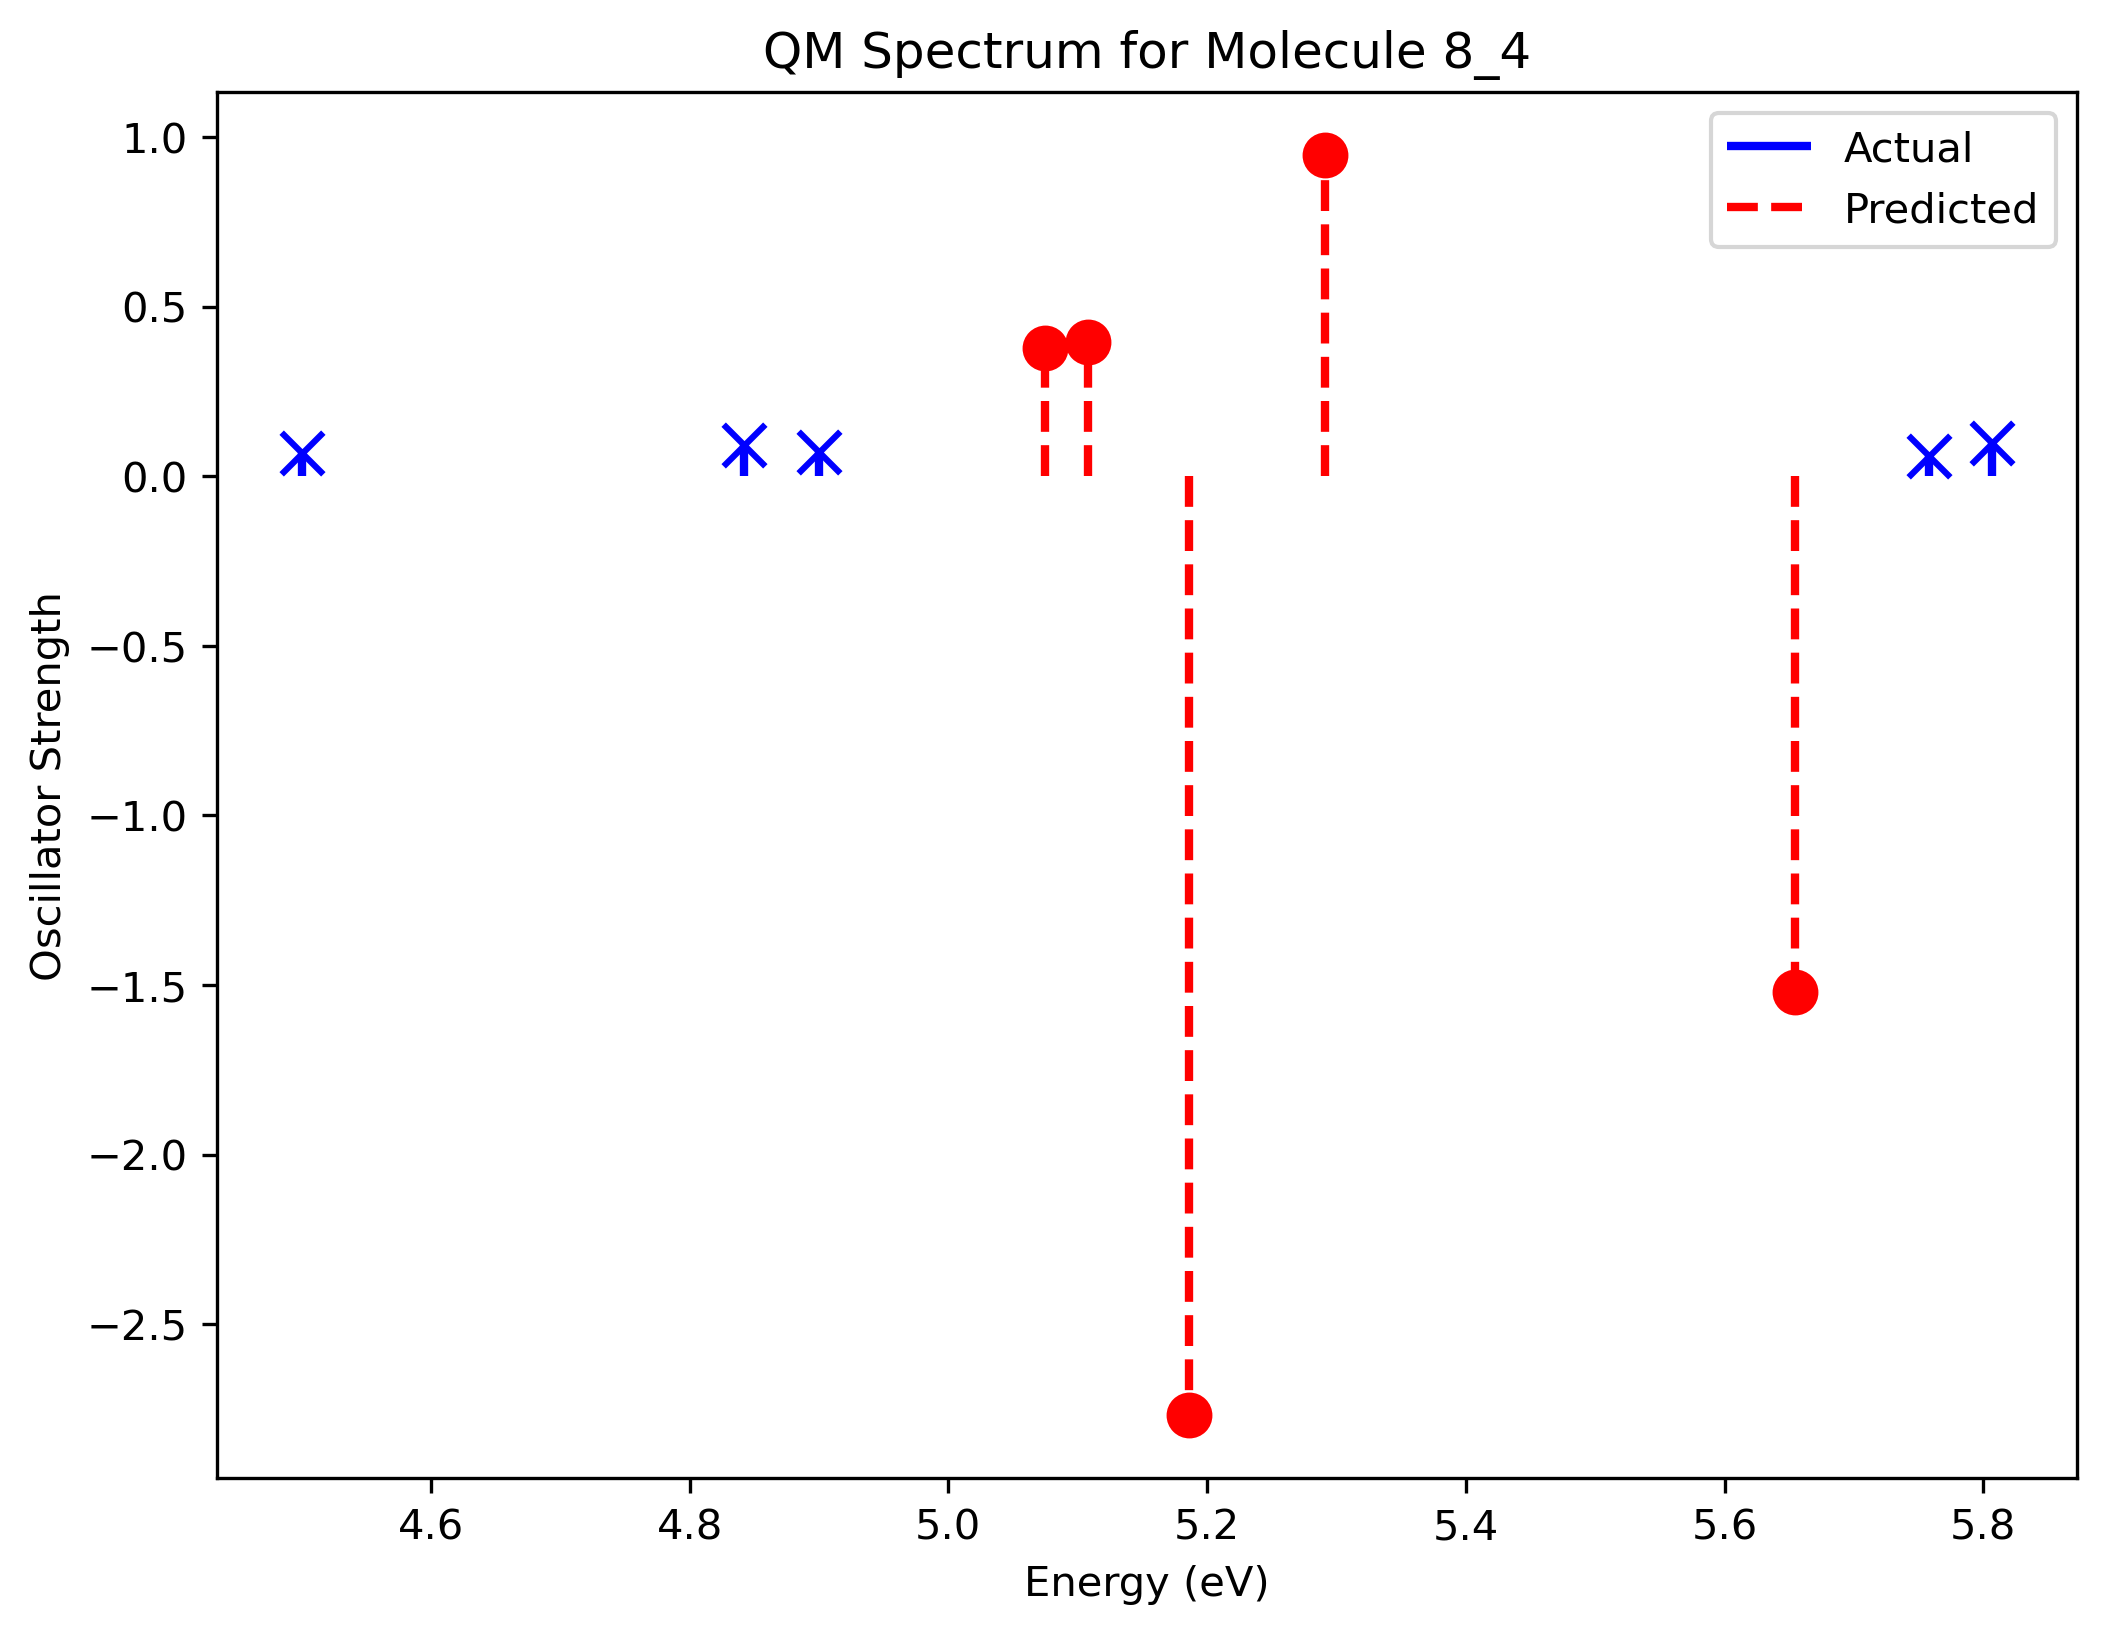 QM Spectrum for Molecule 8_4
Actual
Predicted
1.0
0.5
0.0
−0.5
−1.0
−1.5
−2.0
−2.5
Oscillator Strength
4.6 4.8 5.0 5.2 5.4 5.6 5.8
Energy (eV)